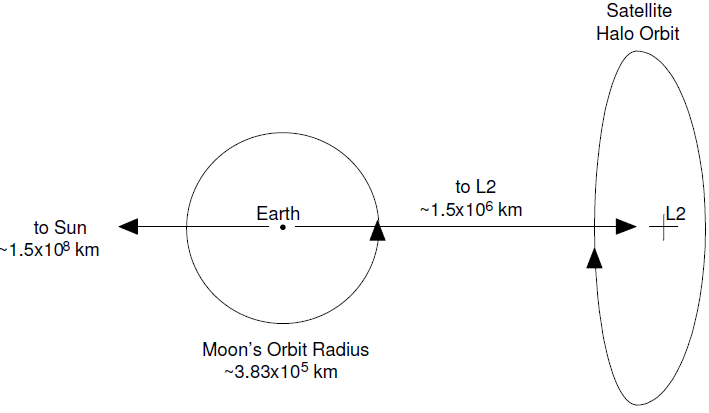 Satellite
Halo Orbit
to L2
~1.5x10⁶ km
Earth
L2
to Sun
~1.5x10⁸ km
Moon's Orbit Radius
~3.83x10⁵ km